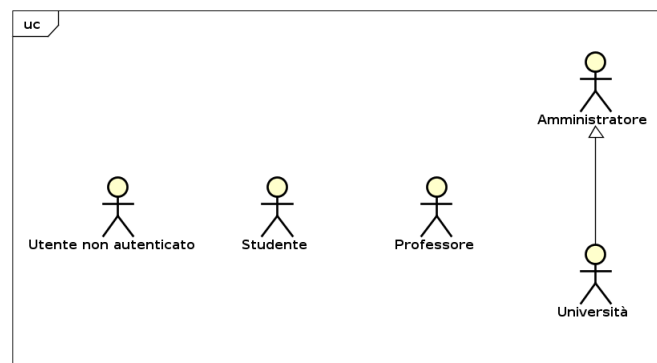 uc
Amministratore
Utente non autenticato
Studente
Professore
Università